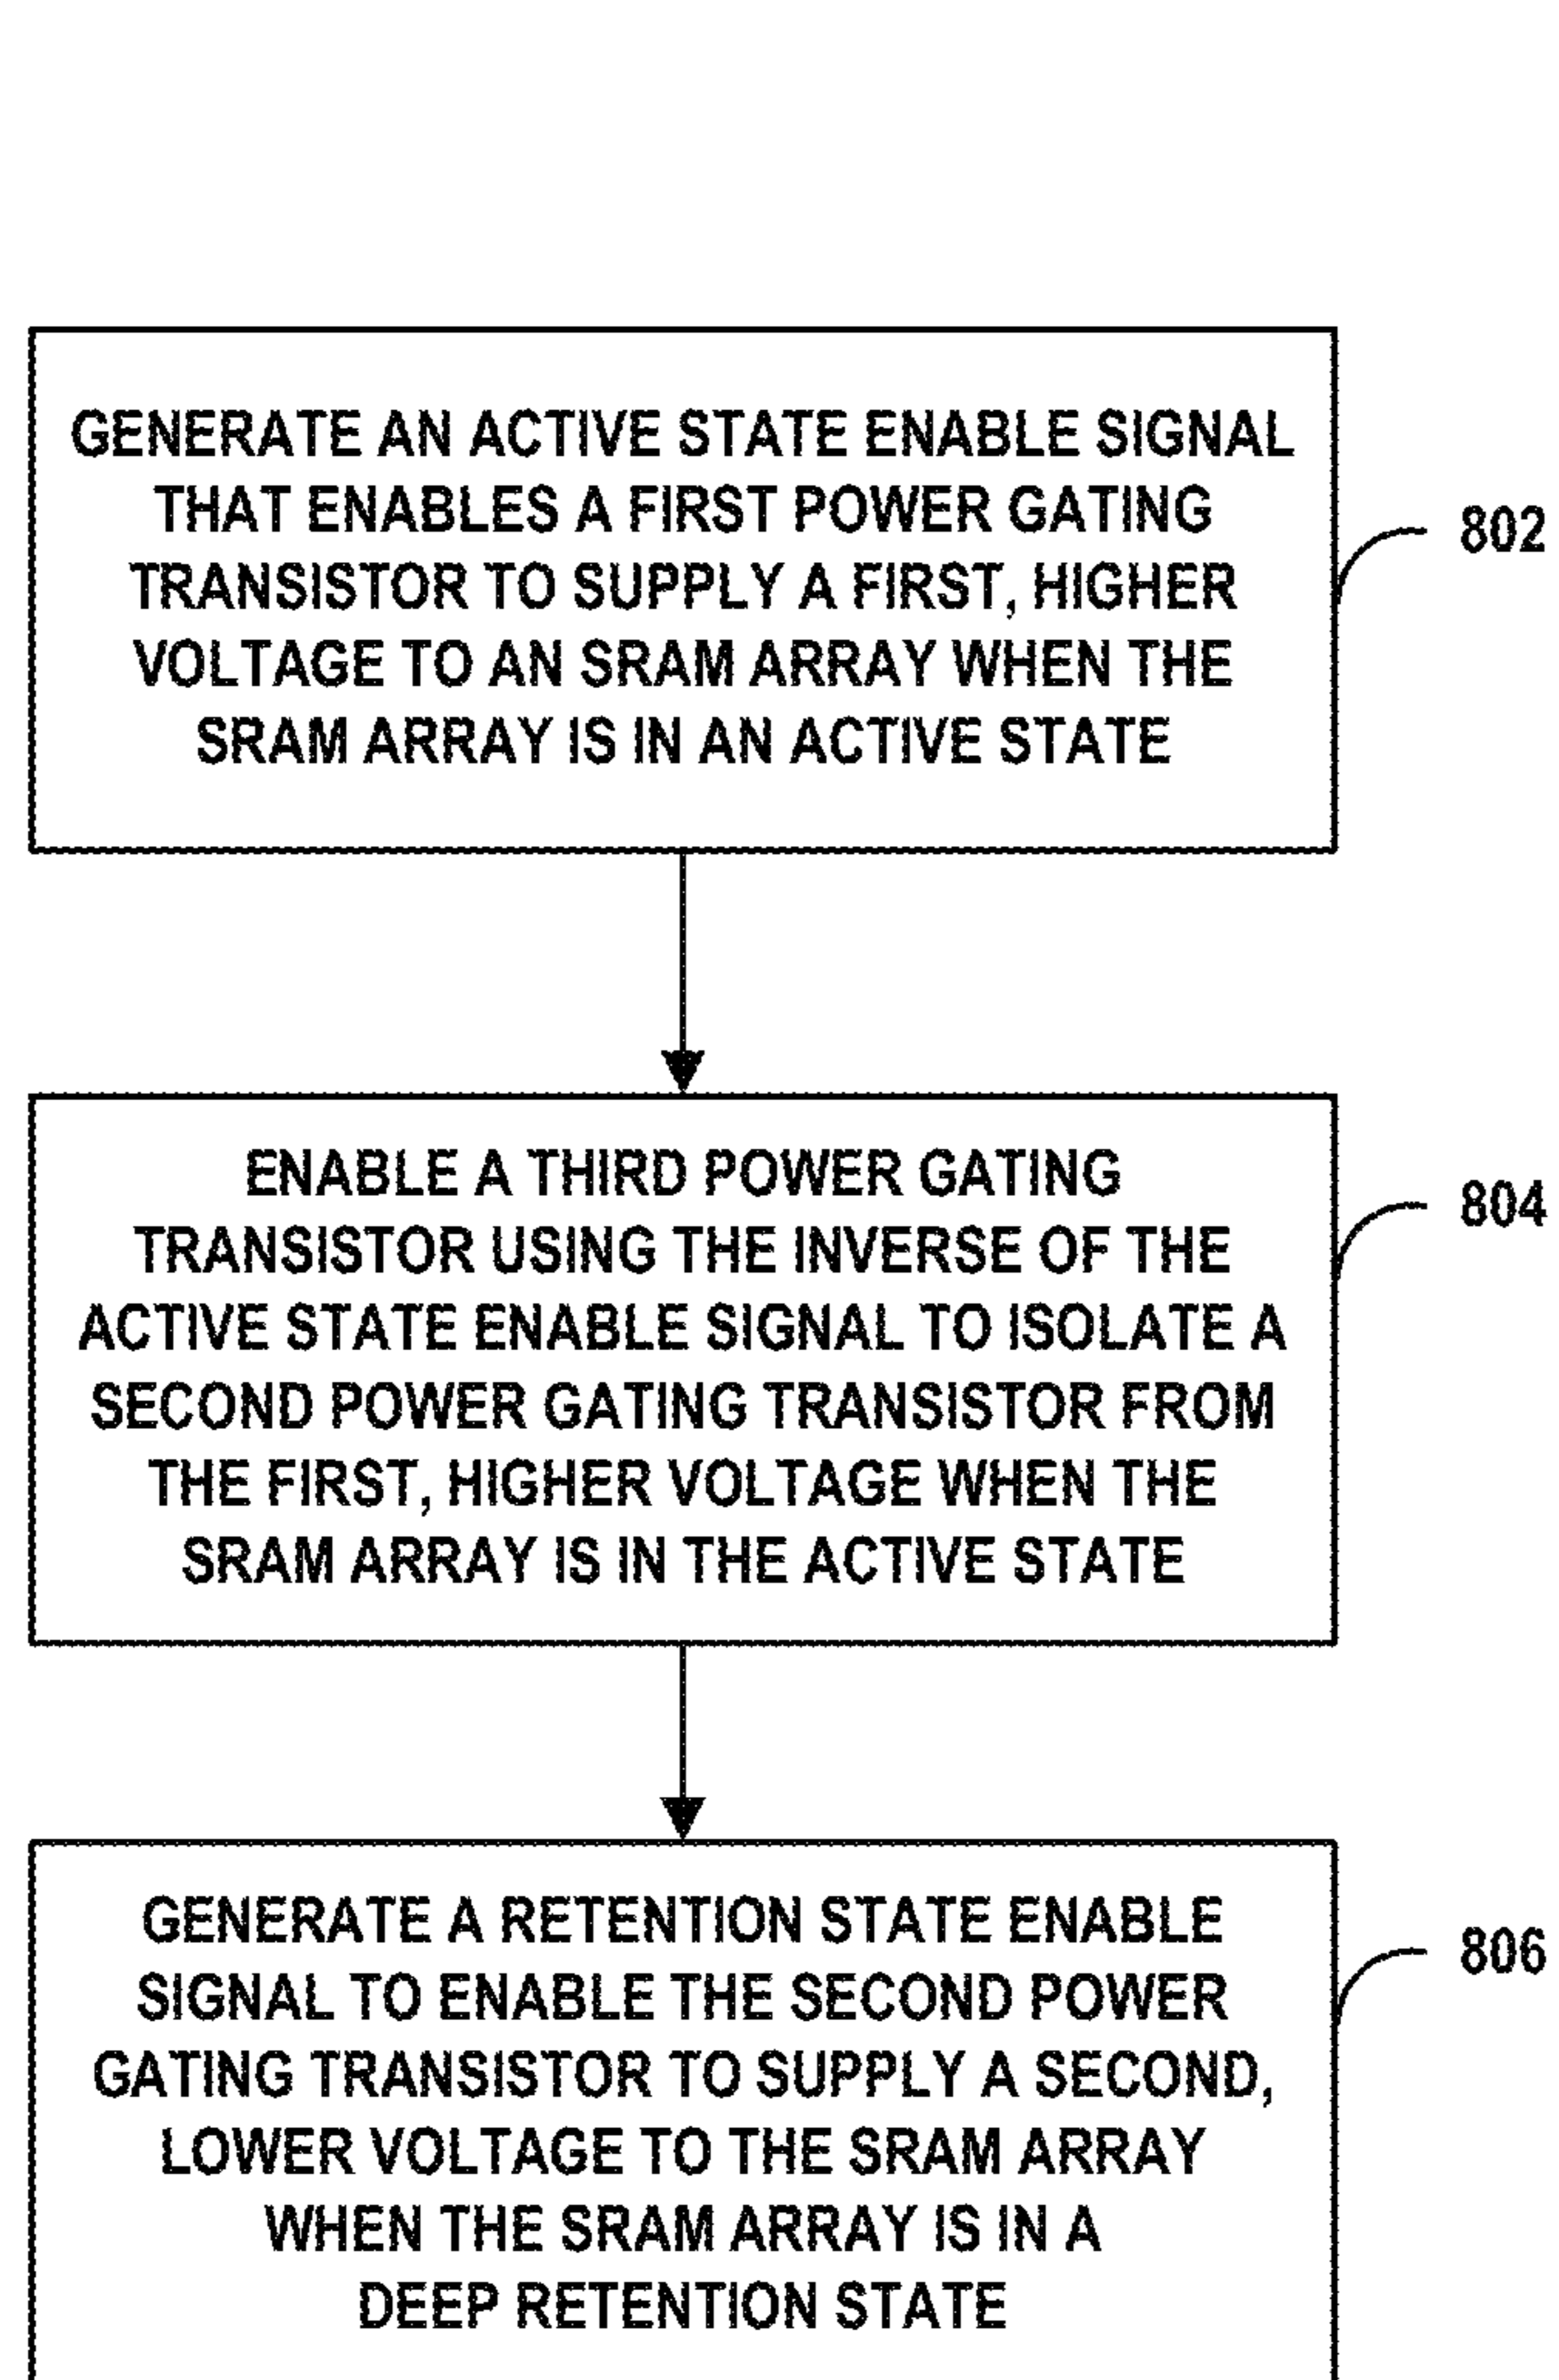 GENERATE AN ACTIVE STATE ENABLE SIGNAL
THAT ENABLES A FIRST POWER GATING
TRANSISTOR TO SUPPLY A FIRST, HIGHER
VOLTAGE TO AN SRAM ARRAY WHEN THE
SRAM ARRAY IS IN AN ACTIVE STATE
802
ENABLE A THIRD POWER GATING
TRANSISTOR USING THE INVERSE OF THE
ACTIVE STATE ENABLE SIGNAL TO ISOLATE A
SECOND POWER GATING TRANSISTOR FROM
THE FIRST, HIGHER VOLTAGE WHEN THE
SRAM ARRAY IS IN THE ACTIVE STATE
804
GENERATE A RETENTION STATE ENABLE
SIGNAL TO ENABLE THE SECOND POWER
GATING TRANSISTOR TO SUPPLY A SECOND,
LOWER VOLTAGE TO THE SRAM ARRAY
WHEN THE SRAM ARRAY IS IN A
DEEP RETENTION STATE
806